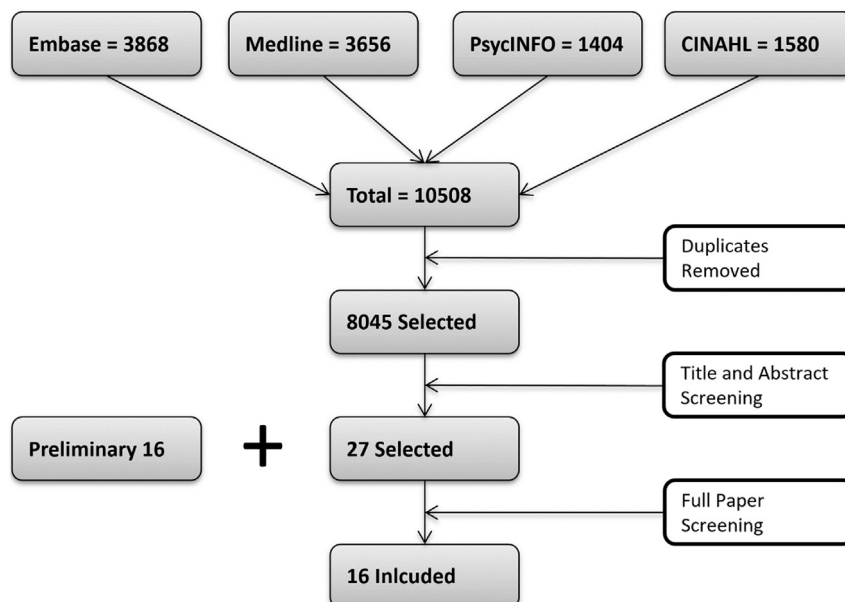 Embase = 3868
Medline = 3656
PsycINFO = 1404
CINAHL = 1580
Total = 10508
Duplicates
Removed
8045 Selected
Title and Abstract
Screening
Preliminary 16
+
27 Selected
Full Paper
Screening
16 Inlcuded